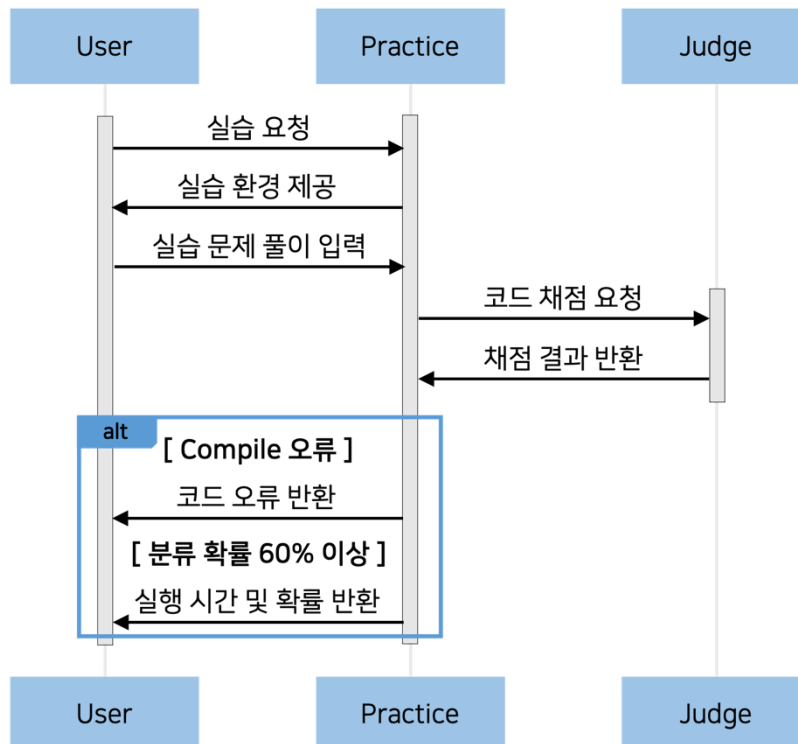 User
Practice
Judge
실습 요청
실습 환경 제공
실습 문제 풀이 입력
코드 채점 요청
채점 결과 반환
alt
[ Compile 오류 ]
코드 오류 반환
[ 분류 확률 60% 이상 ]
실행 시간 및 확률 반환
User
Practice
Judge